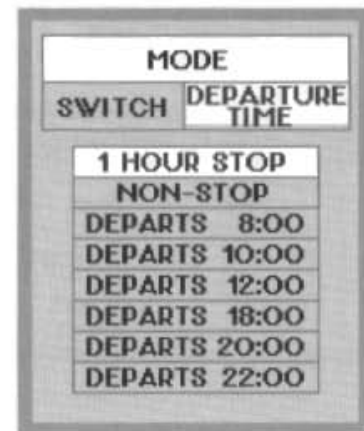 MODE
SWITCH DEPARTURE TIME
1 HOUR STOP
NON-STOP
DEPARTS 8:00
DEPARTS 10:00
DEPARTS 12:00
DEPARTS 18:00
DEPARTS 20:00
DEPARTS 22:00